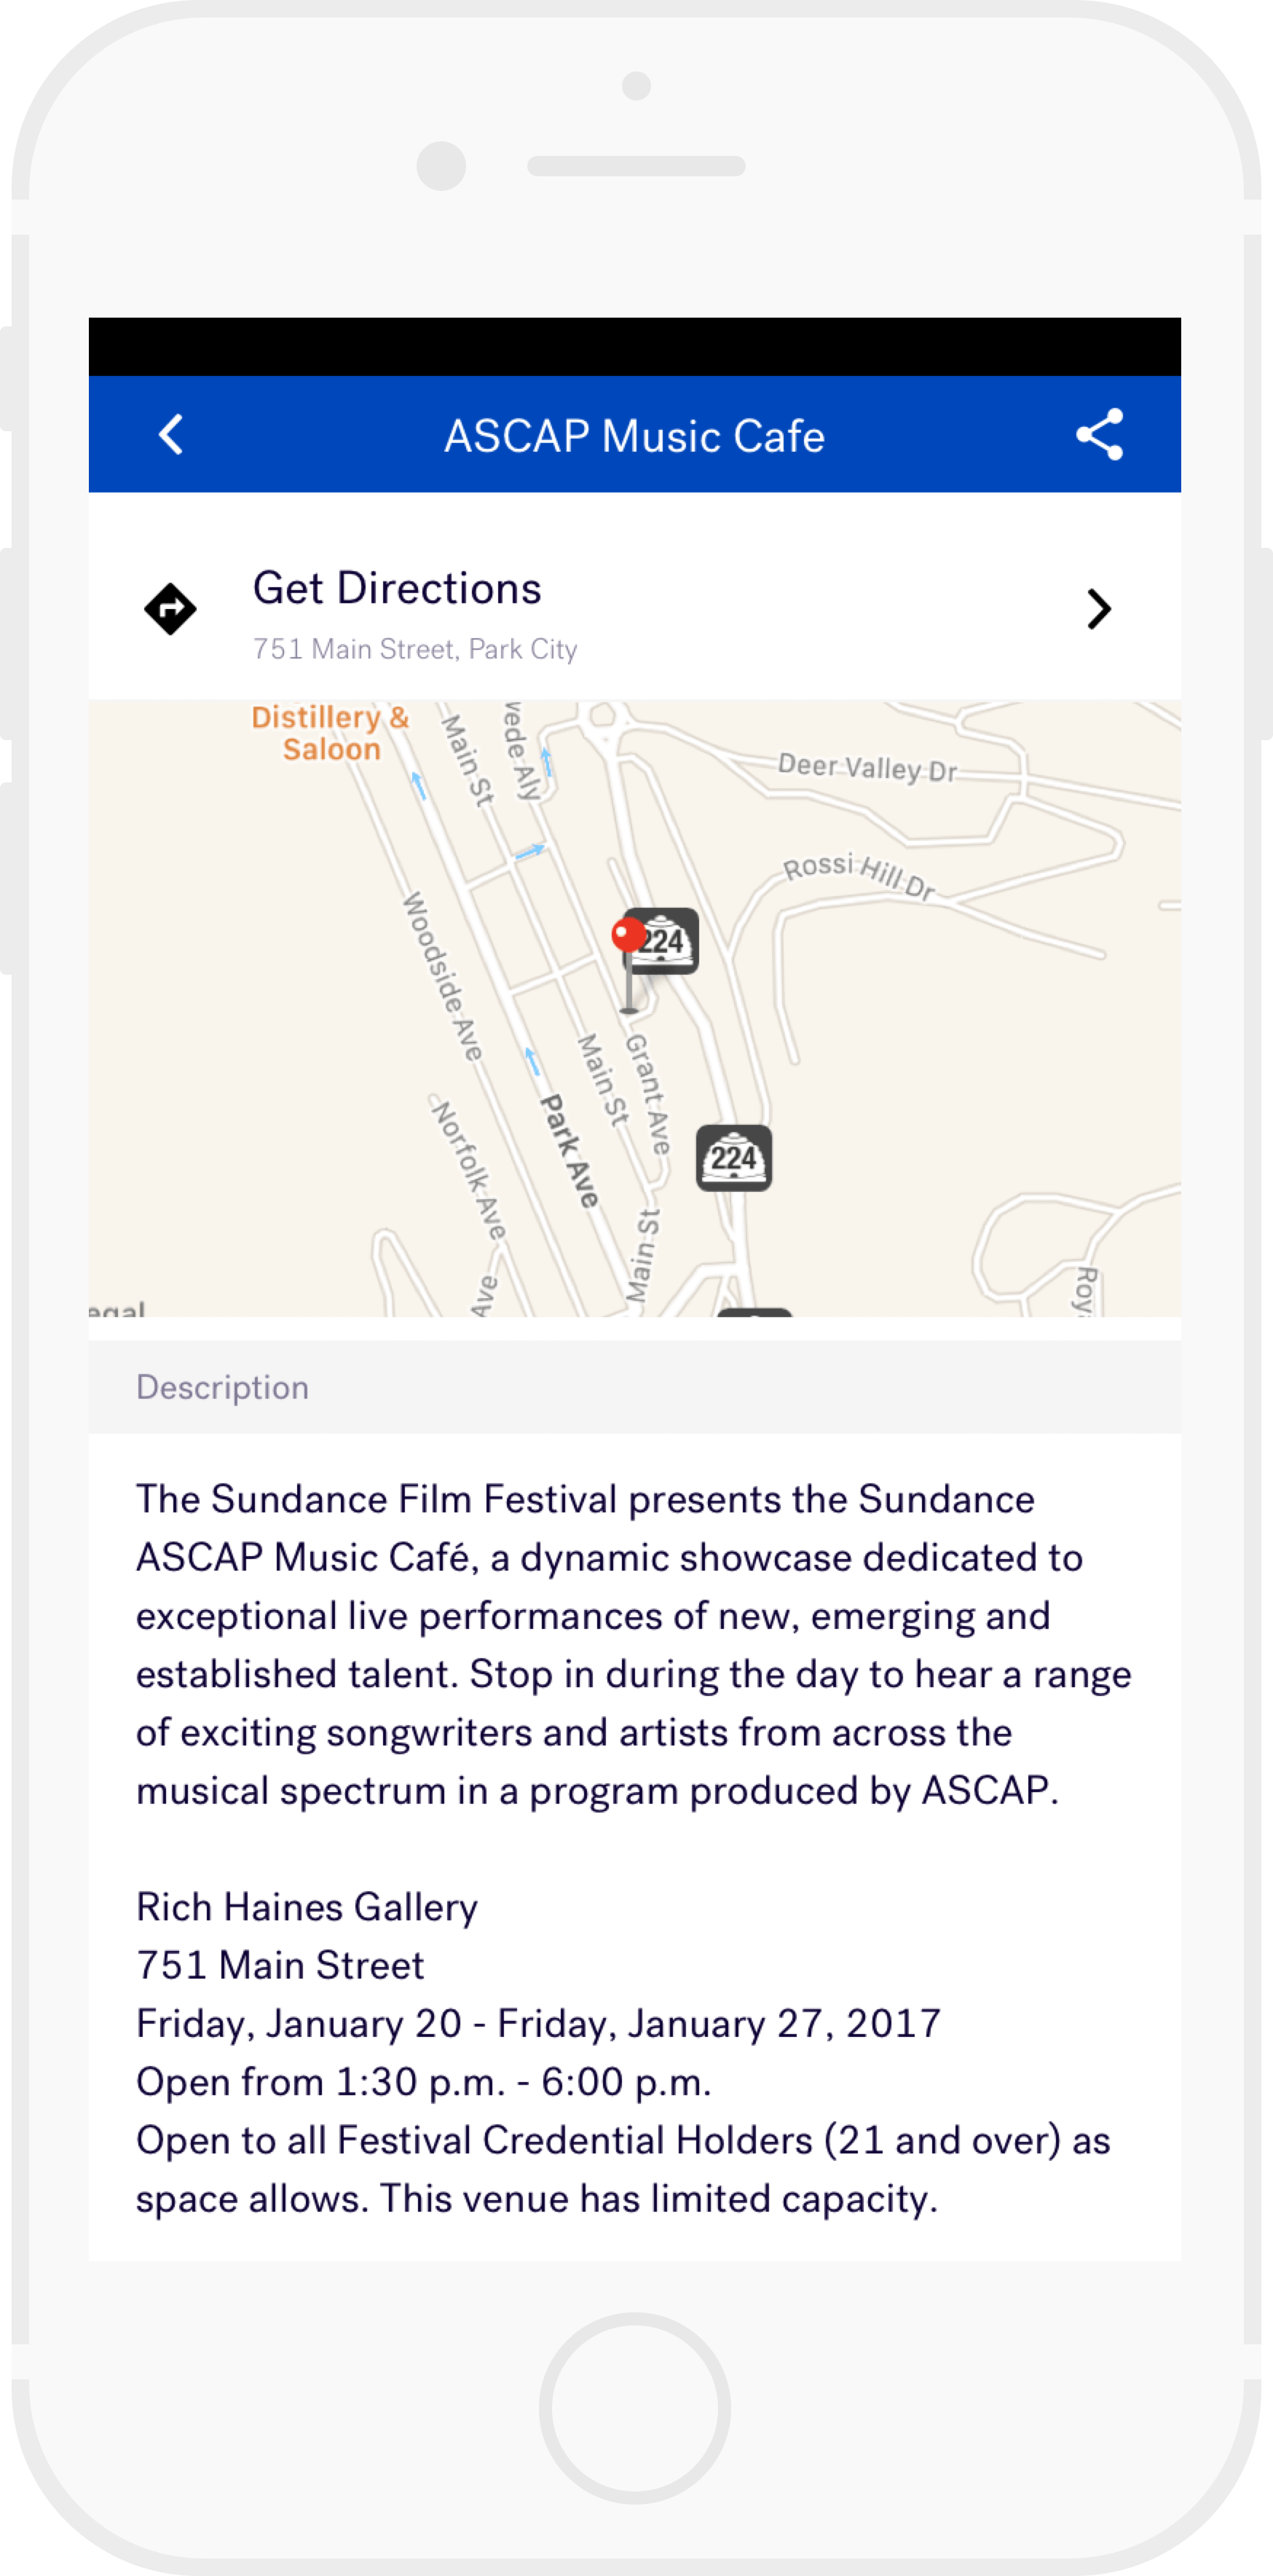 ASCAP Music Cafe
Get Directions
751 Main Street, Park City
Distillery &
Saloon
Main St
Aly
Deer Valley Dr
Rossi Hill Dr
Woodside Ave
224
Main St
Grant Ave
Park Ave
Norfolk Ave
224
Main St
Ave
Description
The Sundance Film Festival presents the Sundance
ASCAP Music Café, a dynamic showcase dedicated to
exceptional live performances of new, emerging and
established talent. Stop in during the day to hear a range
of exciting songwriters and artists from across the
musical spectrum in a program produced by ASCAP.
Rich Haines Gallery
751 Main Street
Friday, January 20 - Friday, January 27, 2017
Open from 1:30 p.m. - 6:00 p.m.
Open to all Festival Credential Holders (21 and over) as
space allows. This venue has limited capacity.